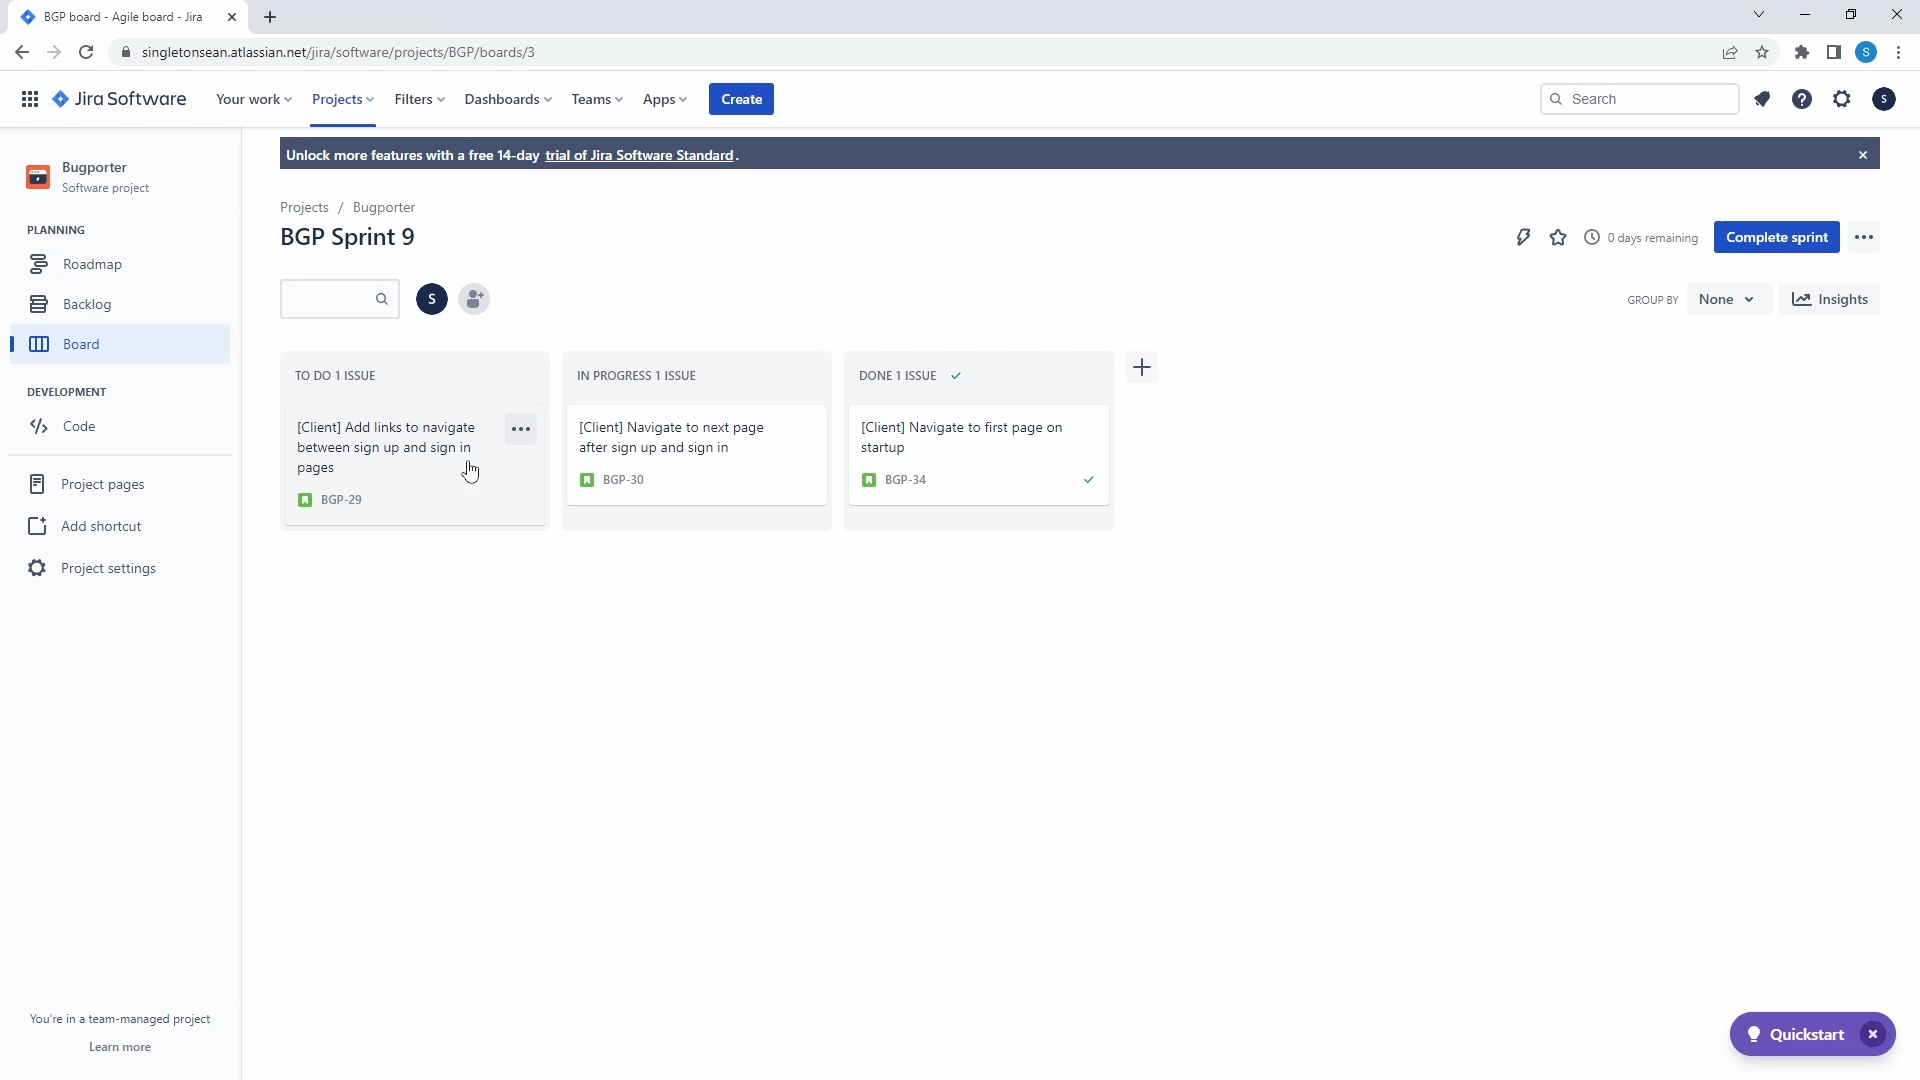 BGP board - Agile board - Jira
singletonsean.atlassian.net/jira/software/projects/BGP/boards/3
S
Jira Software
Your work
Projects
Filters
Dashboards
Teams
Apps
Create
Search
S
Bugporter
Software project
PLANNING
Roadmap
Backlog
Board
DEVELOPMENT
Code
Project pages
Add shortcut
Project settings
You're in a team-managed project
Learn more
Unlock more features with a free 14-day trial of Jira Software Standard.
Projects / Bugporter
BGP Sprint 9
0 days remaining
Complete sprint
S
GROUP BY
None
Insights
TO DO 1 ISSUE
[Client] Add links to navigate
between sign up and sign in
pages
BGP-29
IN PROGRESS 1 ISSUE
[Client] Navigate to next page
after sign up and sign in
BGP-30
DONE 1 ISSUE
[Client] Navigate to first page on
startup
BGP-34
Quickstart